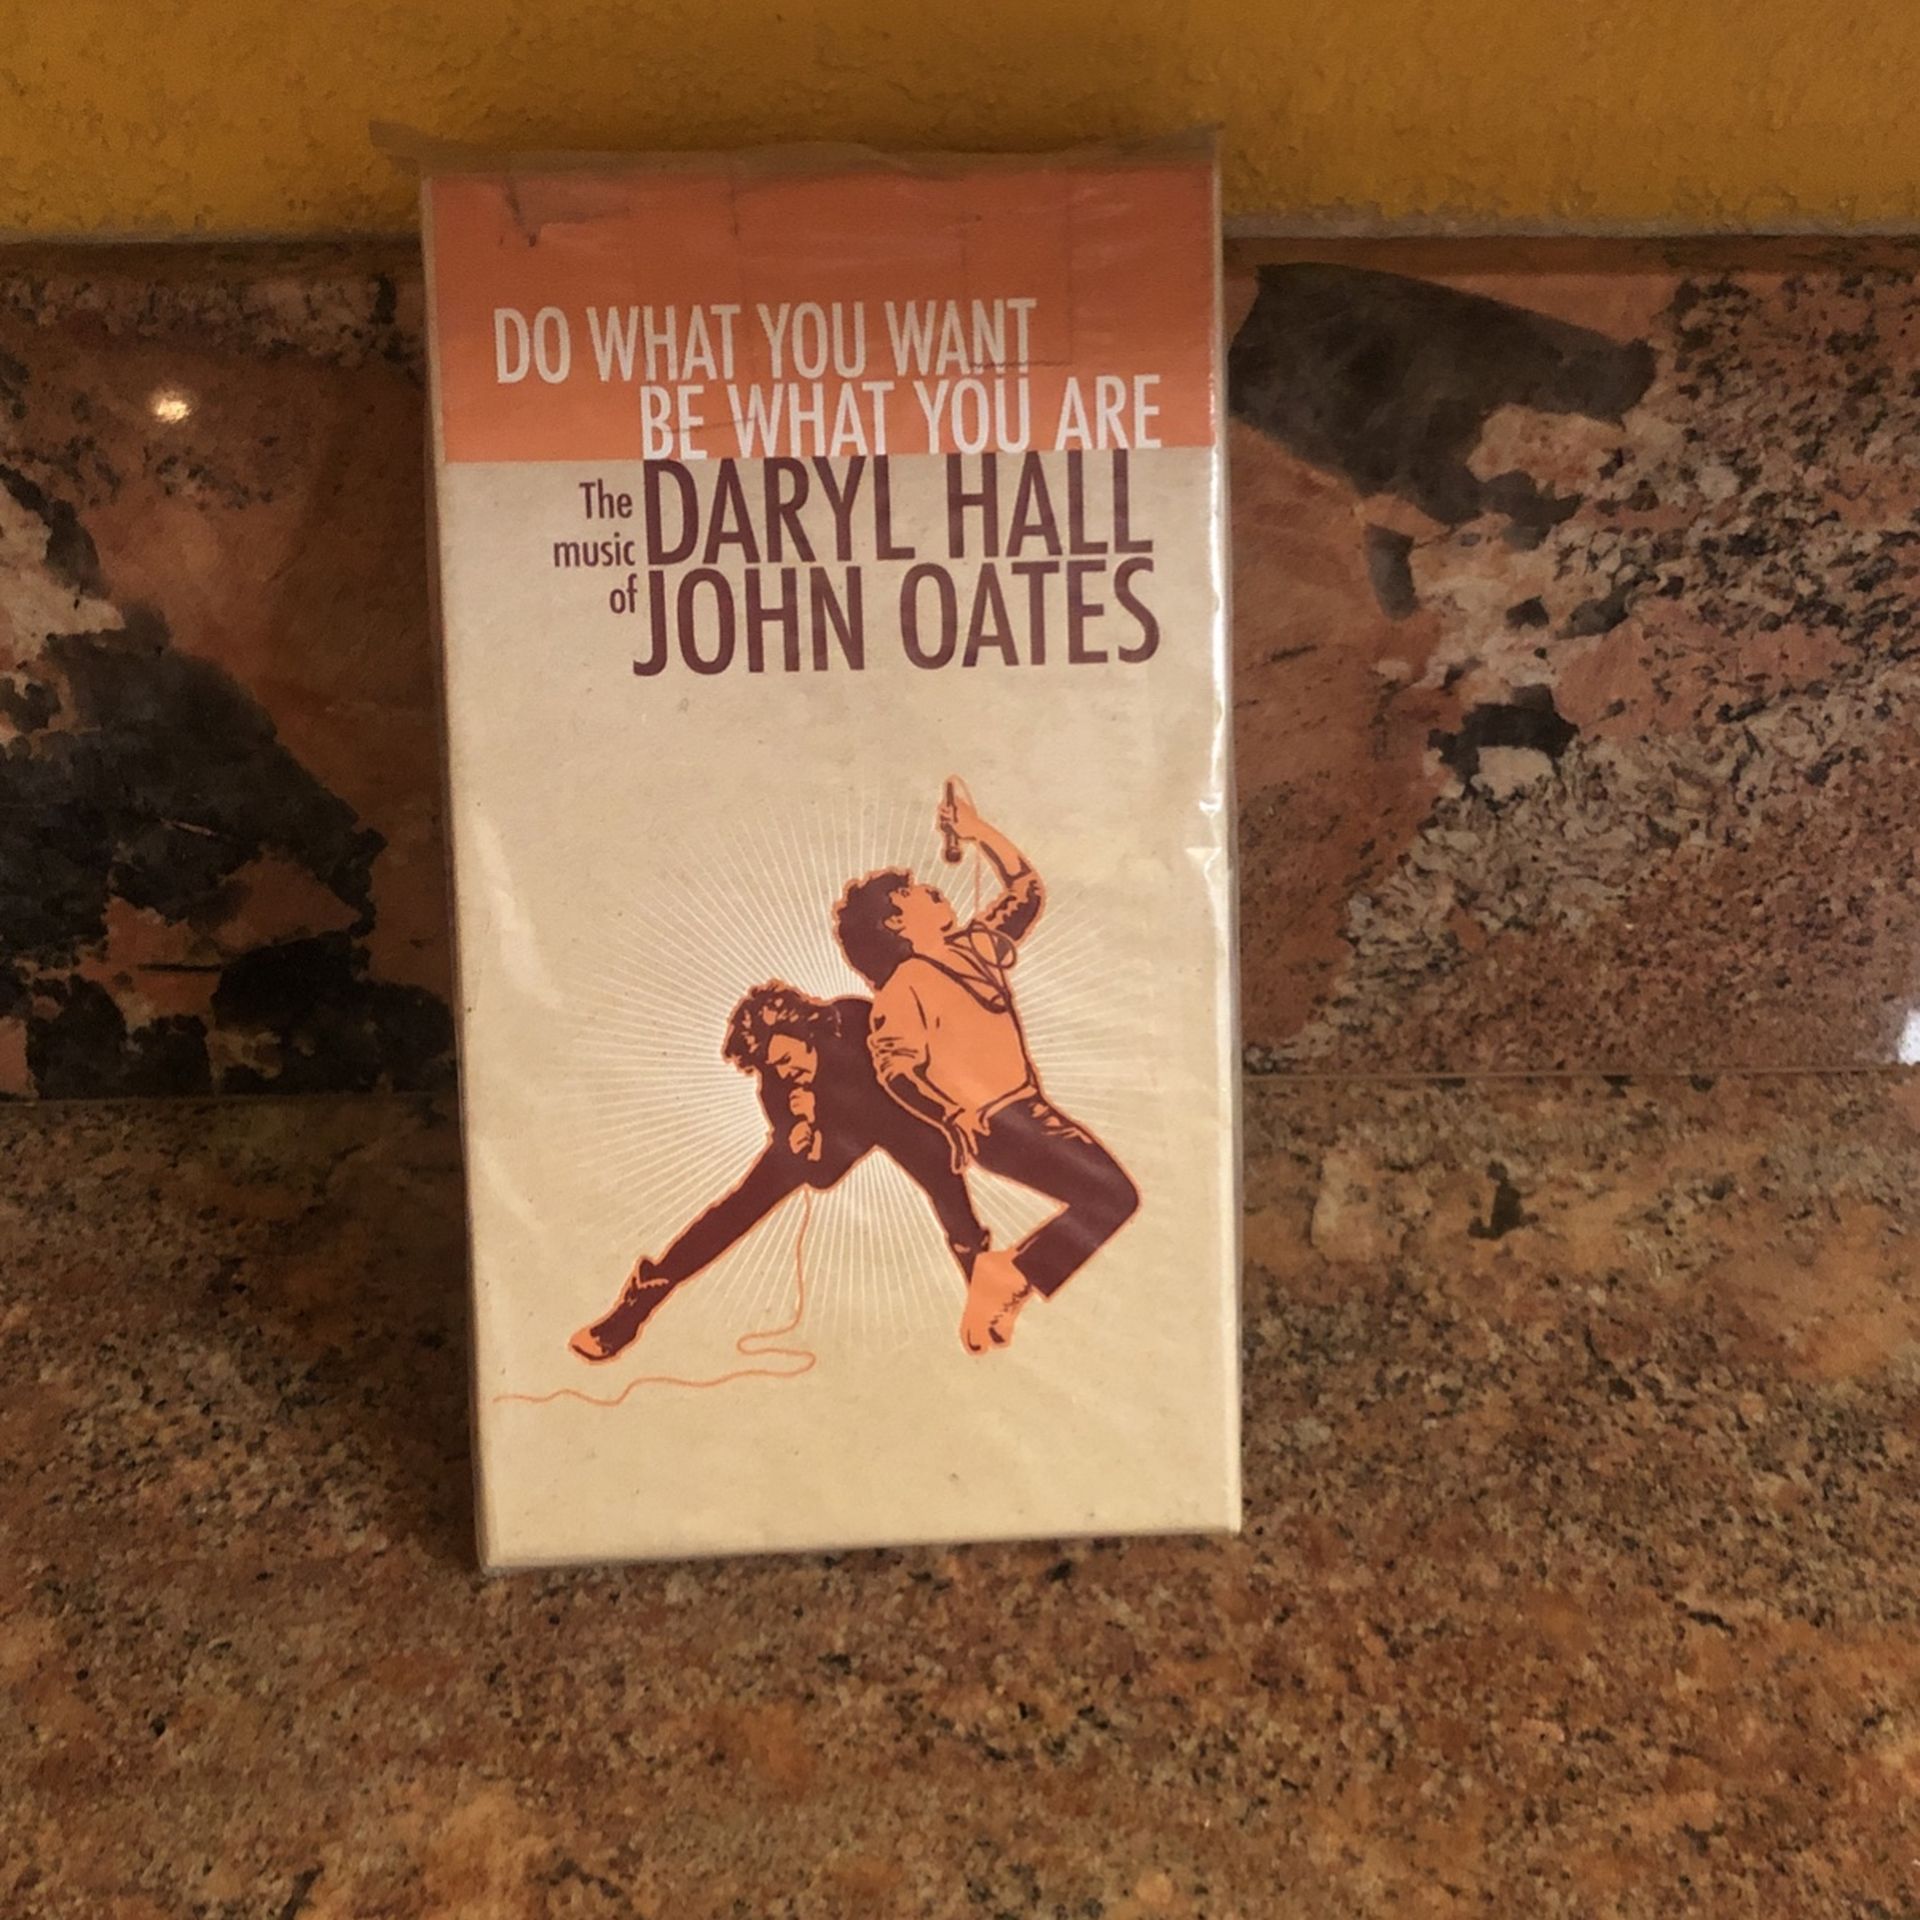 DO WHAT YOU WANT
BE WHAT YOU ARE
The music of
DARYL HALL
JOHN OATES